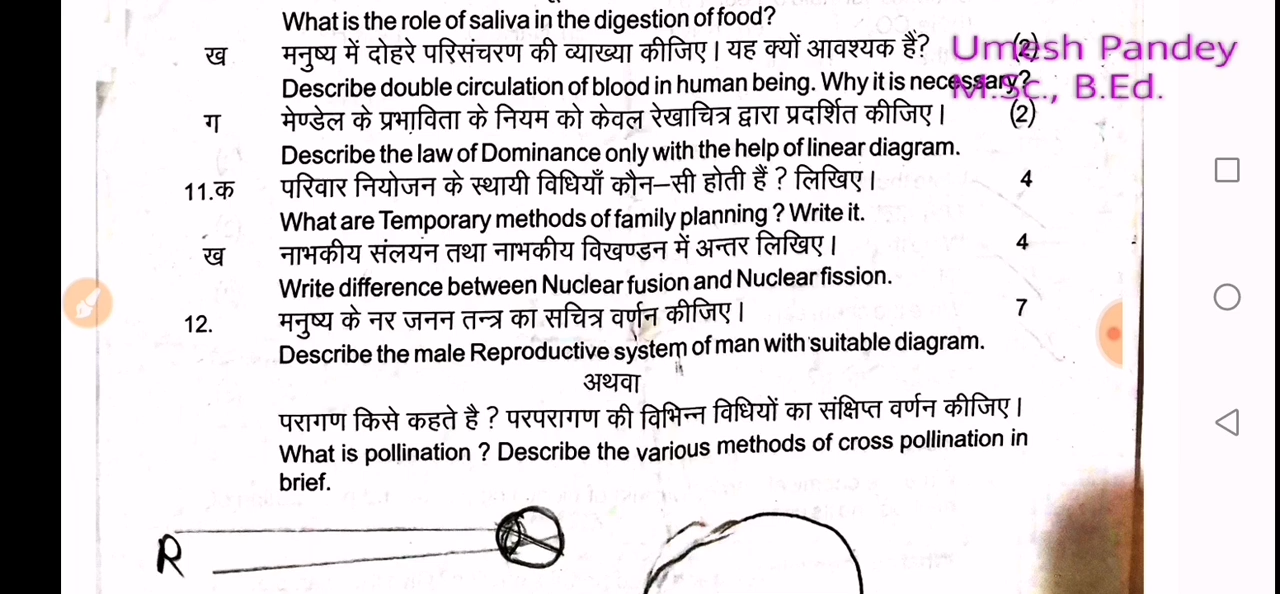 What is the role of saliva in the digestion of food?
ख मनुष्य में दोहरे परिसंचरण की व्याख्या कीजिए। यह क्यों आवश्यक हैं? (2)
Umesh Pandey
Describe double circulation of blood in human being. Why it is necessary?
M.Sc., B.Ed.
ग मेण्डेल के प्रभाविता के नियम को केवल रेखाचित्र द्वारा प्रदर्शित कीजिए। (2)
Describe the law of Dominance only with the help of linear diagram.
11.क परिवार नियोजन के स्थायी विधियाँ कौन–सी होती हैं ? लिखिए। 4
What are Temporary methods of family planning ? Write it.
ख नाभकीय संलयन तथा नाभकीय विखण्डन में अन्तर लिखिए। 4
Write difference between Nuclear fusion and Nuclear fission.
12. मनुष्य के नर जनन तन्त्र का सचित्र वर्णन कीजिए। 7
Describe the male Reproductive system of man with suitable diagram.
अथवा
परागण किसे कहते है ? परपरागण की विभिन्न विधियों का संक्षिप्त वर्णन कीजिए।
What is pollination ? Describe the various methods of cross pollination in
brief.
R